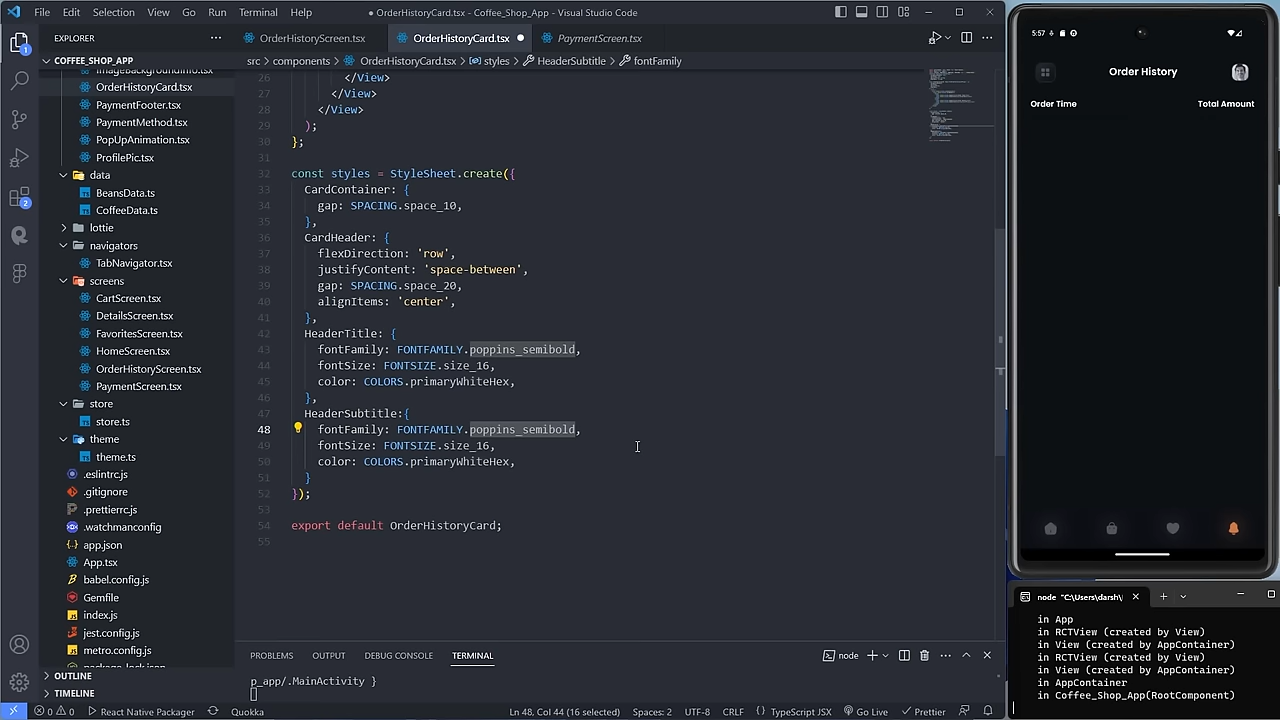 File Edit Selection View Go Run Terminal Help
● OrderHistoryCard.tsx - Coffee_Shop_App - Visual Studio Code
EXPLORER
OrderHistoryScreen.tsx
OrderHistoryCard.tsx
PaymentScreen.tsx
COFFEE_SHOP_APP
src > components > OrderHistoryCard.tsx > styles > HeaderSubtitle > fontFamily
ImageBackgroundInfo.tsx
OrderHistoryCard.tsx
PaymentFooter.tsx
PaymentMethod.tsx
PopUpAnimation.tsx
ProfilePic.tsx
data
BeansData.ts
CoffeeData.ts
lottie
navigators
TabNavigator.tsx
screens
CartScreen.tsx
DetailsScreen.tsx
FavoritesScreen.tsx
HomeScreen.tsx
OrderHistoryScreen.tsx
PaymentScreen.tsx
store
store.ts
theme
theme.ts
.eslintrc.js
.gitignore
.prettierrc.js
.watchmanconfig
app.json
App.tsx
babel.config.js
Gemfile
index.js
jest.config.js
metro.config.js
package-lock.json
OUTLINE
TIMELINE
26 </View>
27 </View>
28 </View>
29 );
30 };
31
32 const styles = StyleSheet.create({
33 CardContainer: {
34 gap: SPACING.space_10,
35 },
36 CardHeader: {
37 flexDirection: 'row',
38 justifyContent: 'space-between',
39 gap: SPACING.space_20,
40 alignItems: 'center',
41 },
42 HeaderTitle: {
43 fontFamily: FONTFAMILY.poppins_semibold,
44 fontSize: FONTSIZE.size_16,
45 color: COLORS.primaryWhiteHex,
46 },
47 HeaderSubtitle:{
48 fontFamily: FONTFAMILY.poppins_semibold,
49 fontSize: FONTSIZE.size_16,
50 color: COLORS.primaryWhiteHex,
51 }
52 });
53
54 export default OrderHistoryCard;
55
PROBLEMS OUTPUT DEBUG CONSOLE TERMINAL
node
p_app/.MainActivity }
0 0 React Native Packager Quokka Ln 48, Col 44 (16 selected) Spaces: 2 UTF-8 CRLF {} TypeScript JSX Go Live Prettier
1
2
5:57
Order History
Order Time Total Amount
node "C:\Users\darsh\
in App
in RCTView (created by View)
in View (created by AppContainer)
in RCTView (created by View)
in View (created by AppContainer)
in AppContainer
in Coffee_Shop_App(RootComponent)